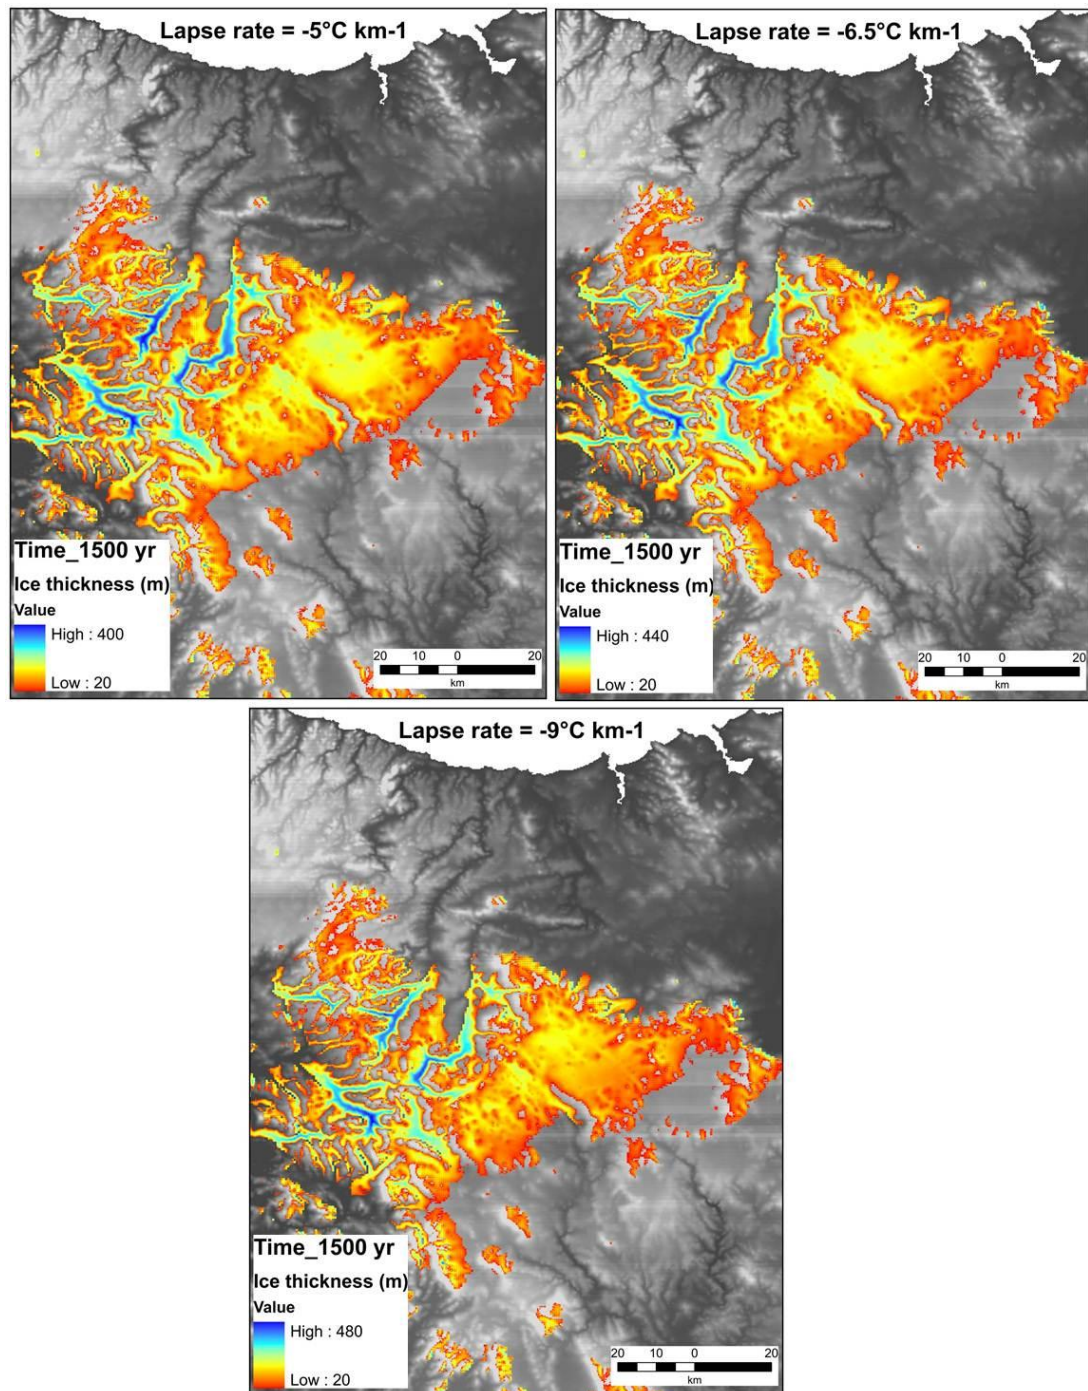 Lapse rate = -5°C km-1
Time_1500 yr
Ice thickness (m)
Value
High : 400
Low : 20
20 10 0 20
km
Lapse rate = -6.5°C km-1
Time_1500 yr
Ice thickness (m)
Value
High : 440
Low : 20
20 10 0 20
km
Lapse rate = -9°C km-1
Time_1500 yr
Ice thickness (m)
Value
High : 480
Low : 20
20 10 0 20
km